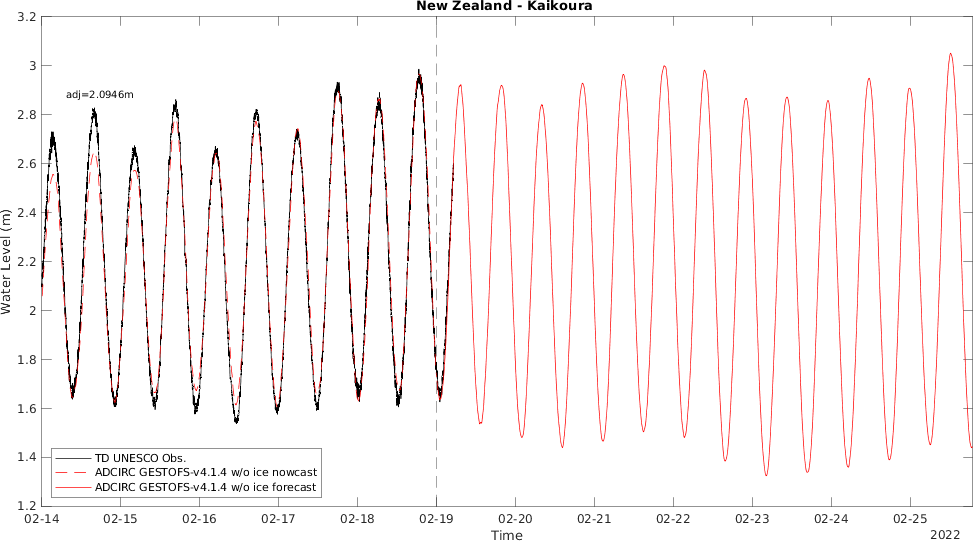 New Zealand - Kaikoura
3.2
3
2.8
2.6
2.4
2.2
2
1.8
1.6
1.4
1.2
Water Level (m)
adj=2.0946m
TD UNESCO Obs.
ADCIRC GESTOFS-v4.1.4 w/o ice nowcast
ADCIRC GESTOFS-v4.1.4 w/o ice forecast
02-14 02-15 02-16 02-17 02-18 02-19 02-20 02-21 02-22 02-23 02-24 02-25
Time
2022